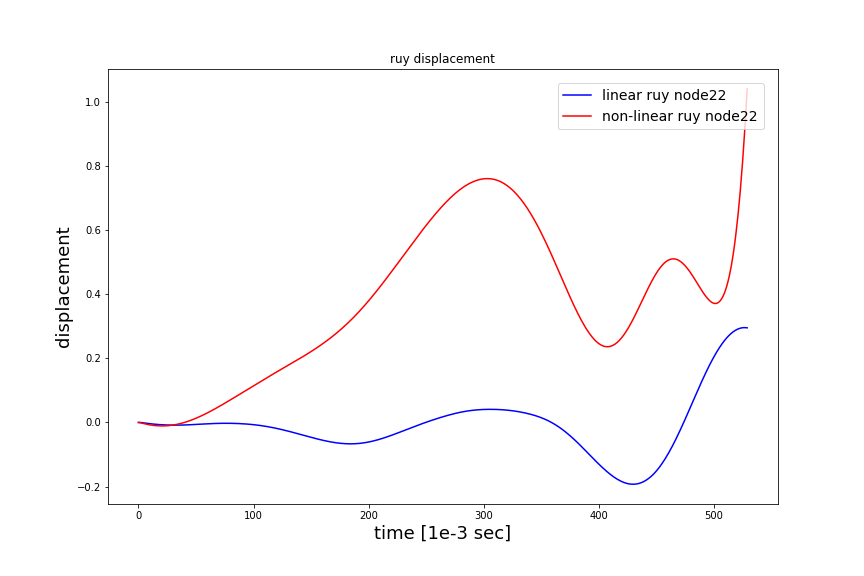 ruy displacement
linear ruy node22
non-linear ruy node22
displacement
1.0
0.8
0.6
0.4
0.2
0.0
−0.2
0 100 200 300 400 500
time [1e-3 sec]